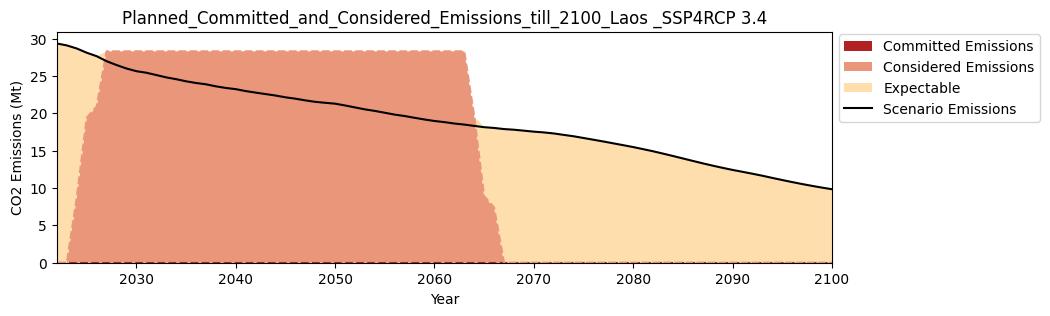 Planned_Committed_and_Considered_Emissions_till_2100_Laos _SSP4RCP 3.4
30
25
20
15
10
5
0
CO2 Emissions (Mt)
2030 2040 2050 2060 2070 2080 2090 2100
Year
Committed Emissions
Considered Emissions
Expectable
Scenario Emissions